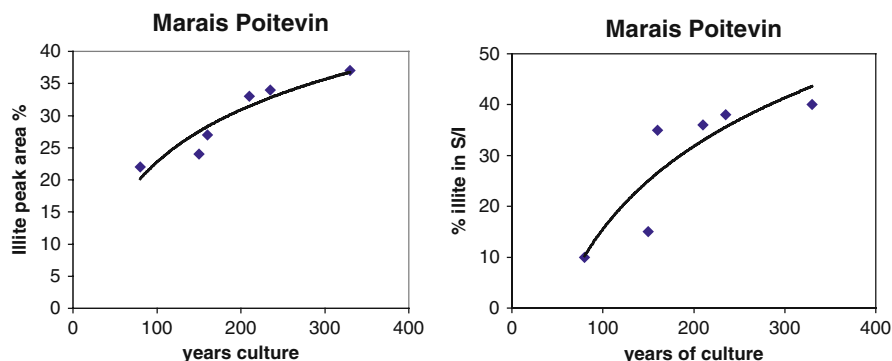 Marais Poitevin
40
35
30
25
20
15
10
5
0
Illite peak area %
0 100 200 300 400
years culture
Marais Poitevin
50
40
30
20
10
0
% illite in S/I
0 100 200 300 400
years of culture